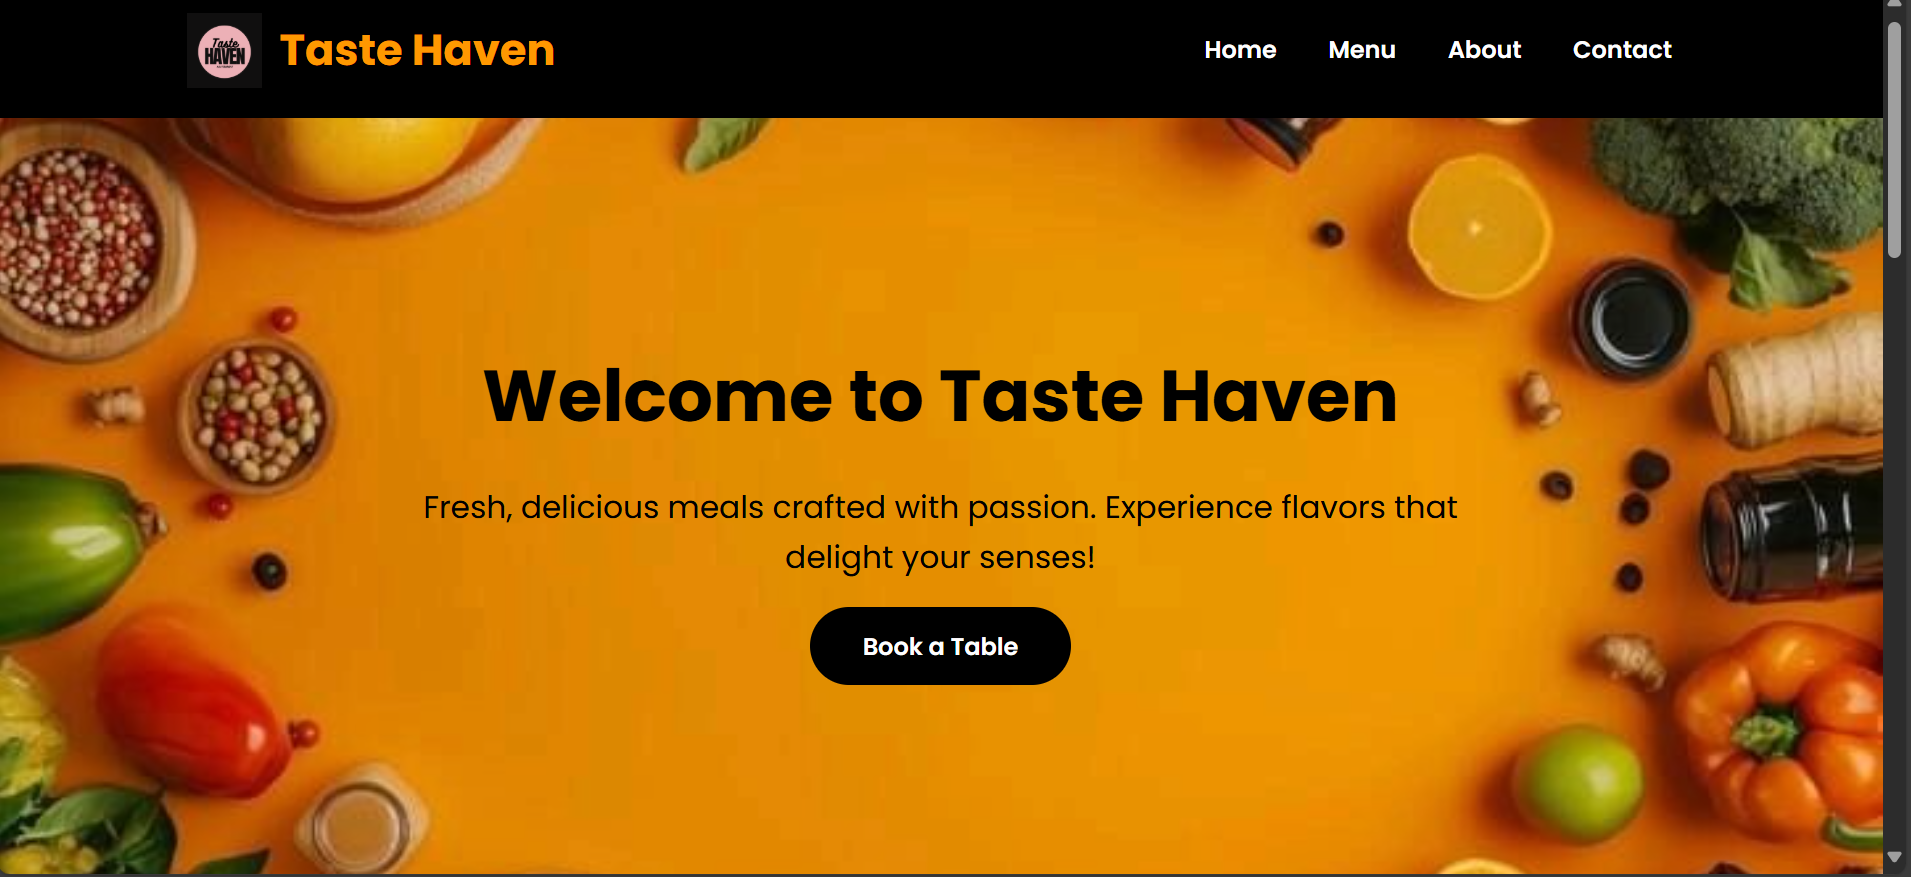 Taste
HAVEN
Taste Haven
Home Menu About Contact
Welcome to Taste Haven
Fresh, delicious meals crafted with passion. Experience flavors that
delight your senses!
Book a Table